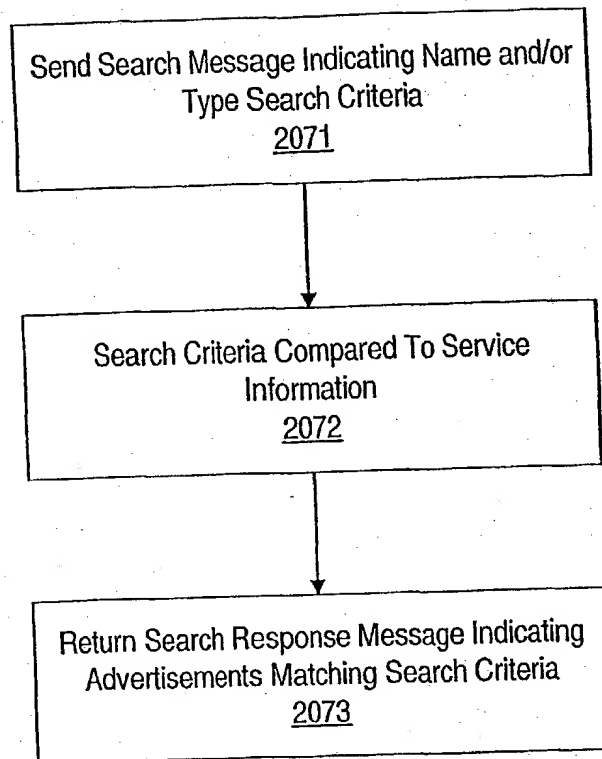 Send Search Message Indicating Name and/or
Type Search Criteria
2071
Search Criteria Compared To Service
Information
2072
Return Search Response Message Indicating
Advertisements Matching Search Criteria
2073